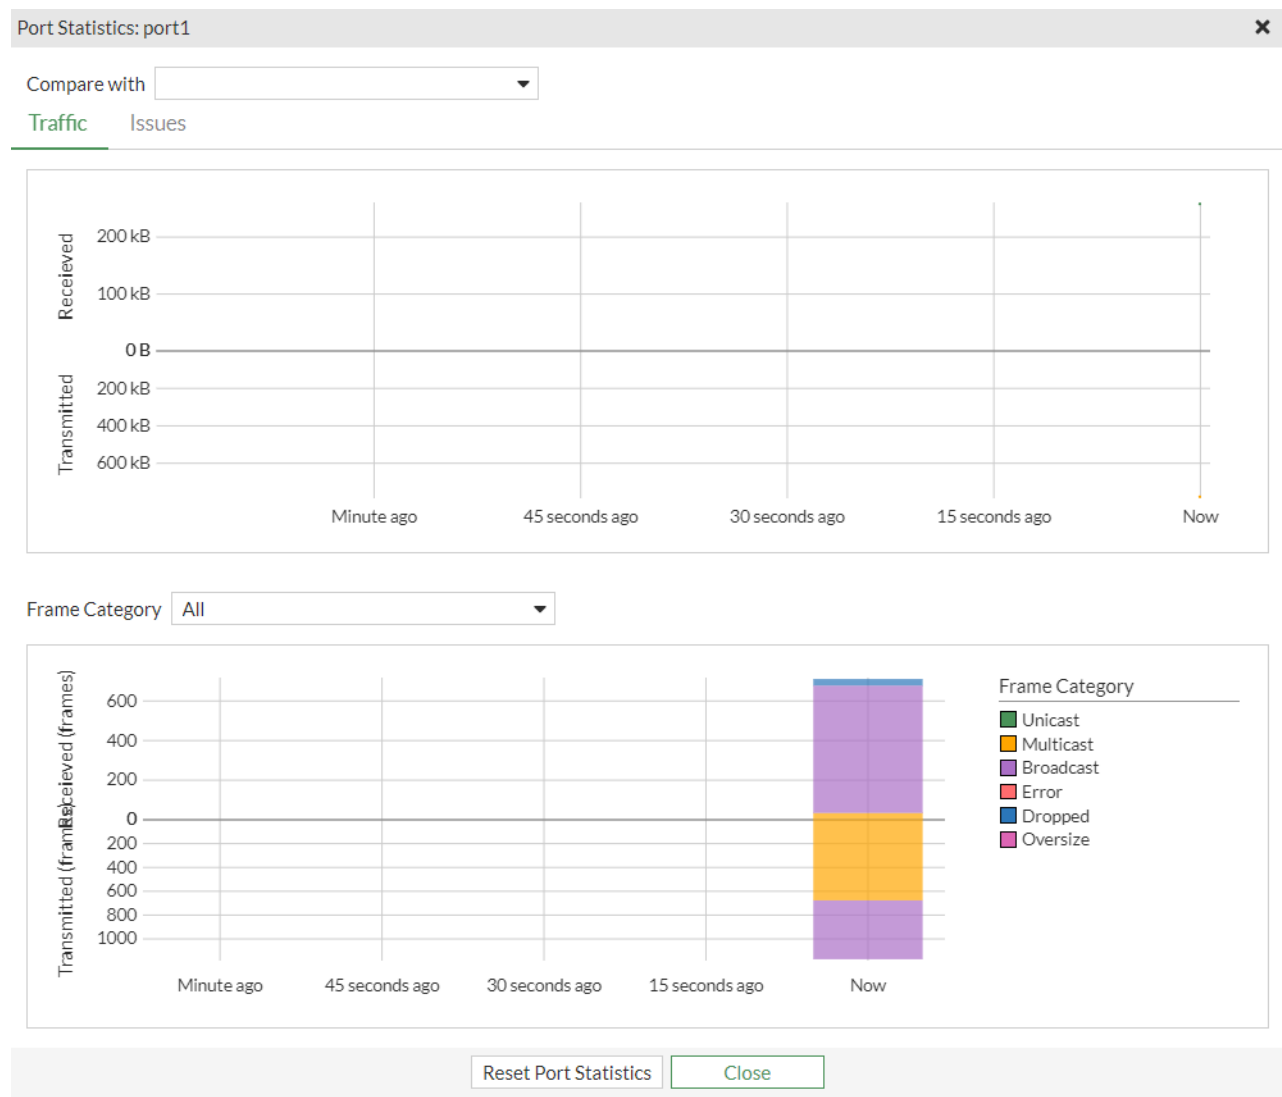 Port Statistics: port1
Compare with
Traffic Issues
Receieved
200 kB
100 kB
0 B
Transmitted
200 kB
400 kB
600 kB
Minute ago 45 seconds ago 30 seconds ago 15 seconds ago Now
Frame Category All
Receieved (frames)
600
400
200
0
Transmitted (frames)
200
400
600
800
1000
Minute ago 45 seconds ago 30 seconds ago 15 seconds ago Now
Frame Category
Unicast
Multicast
Broadcast
Error
Dropped
Oversize
Reset Port Statistics Close